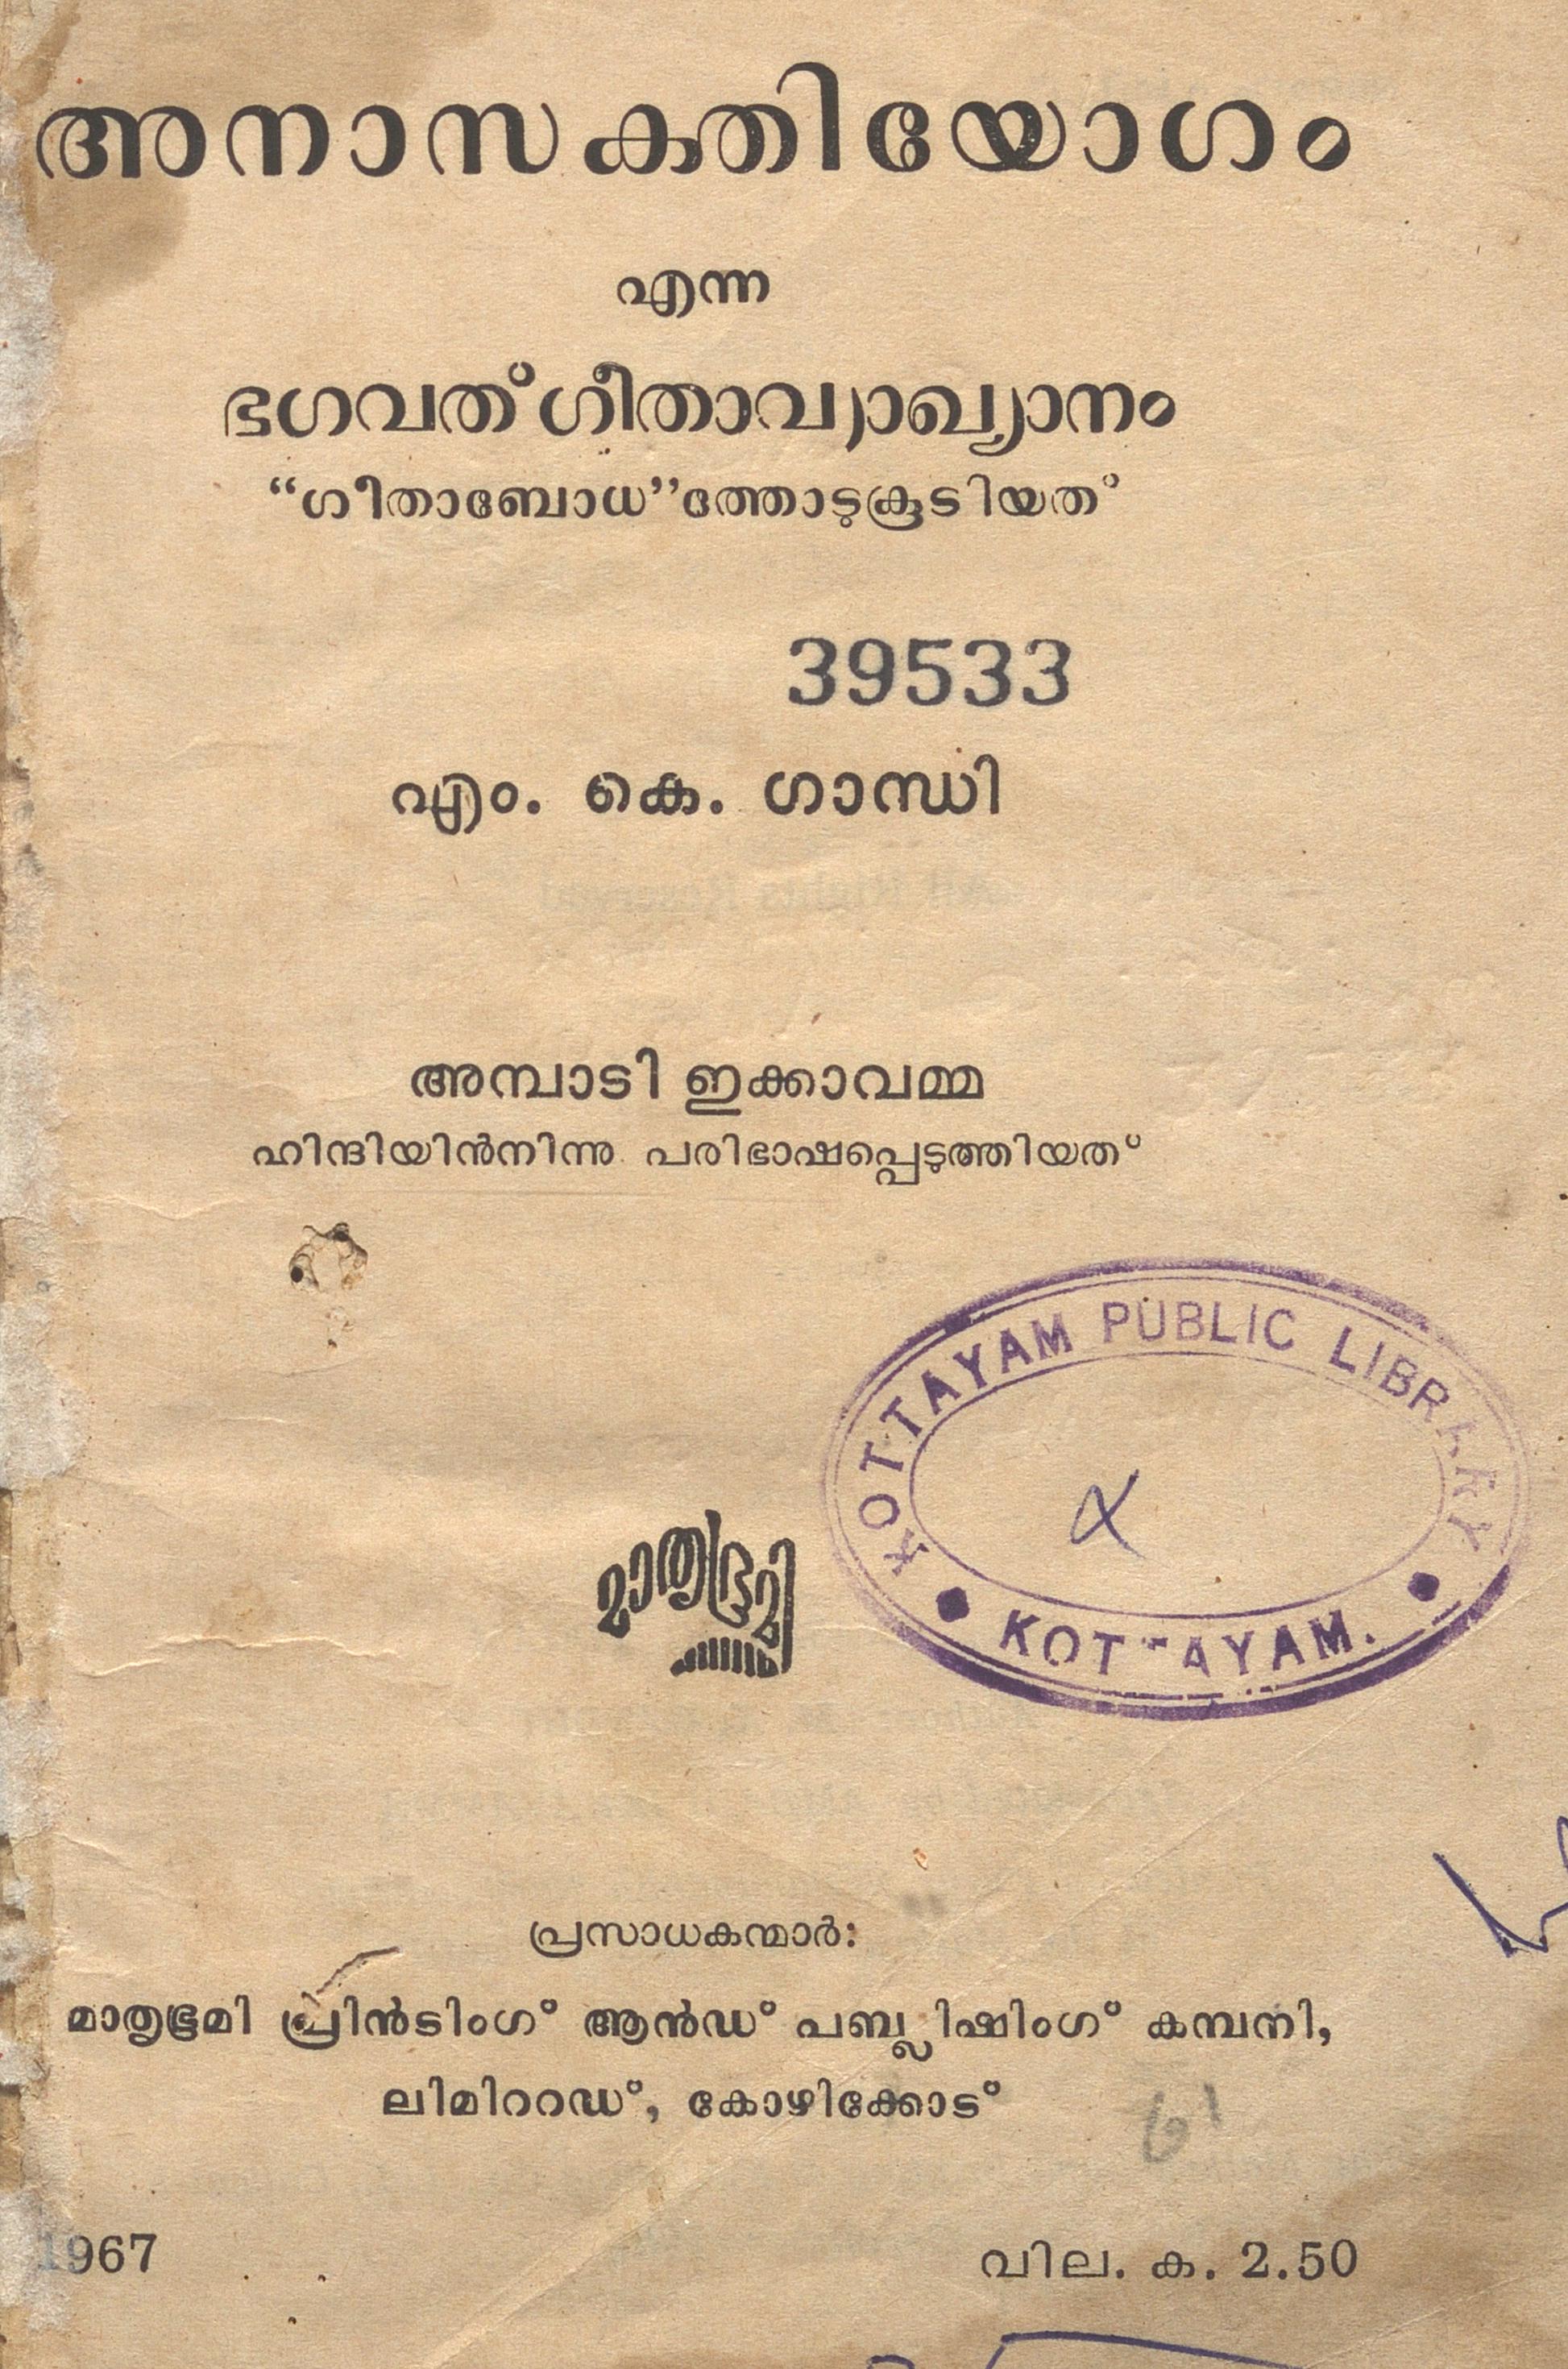 അനാസക്തിയോഗം
എന്ന
ഭഗവത്ഗീതാവ്യാഖ്യാനം
“ഗീതാബോധ”ത്തോടുകൂടിയത്
39533
എം. കെ. ഗാന്ധി
അമ്പാടി ഇക്കാവമ്മ
ഹിന്ദിയിൻനിന്നു പരിഭാഷപ്പെടുത്തിയത്
KOTTAYAM PUBLIC LIBRARY
KOTTAYAM.
മാതൃഭൂമി
പ്രസാധകന്മാർ:
മാതൃഭൂമി പ്രിൻടിംഗ് ആൻഡ് പബ്ലിഷിംഗ് കമ്പനി,
ലിമിററഡ്, കോഴിക്കോട്
1967
വില. ക. 2.50